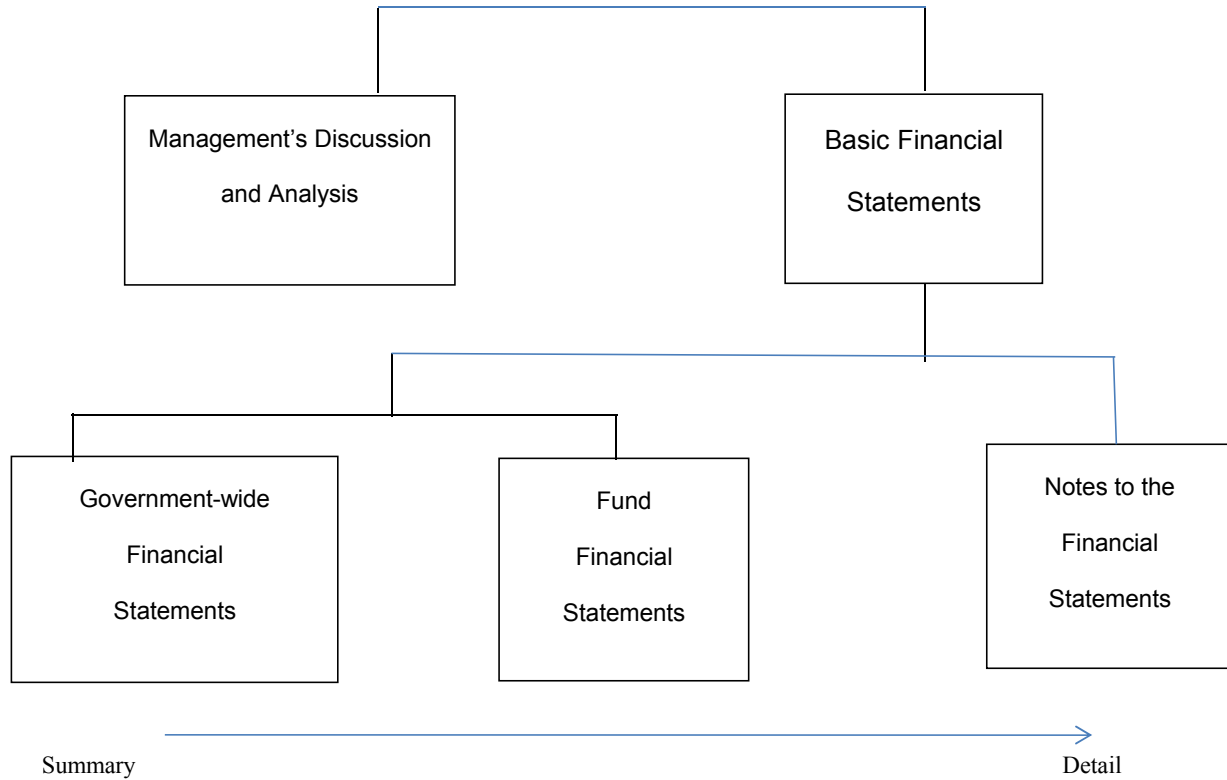 Management’s Discussion
and Analysis
Basic Financial
Statements
Government-wide
Financial
Statements
Fund
Financial
Statements
Notes to the
Financial
Statements
Summary
Detail